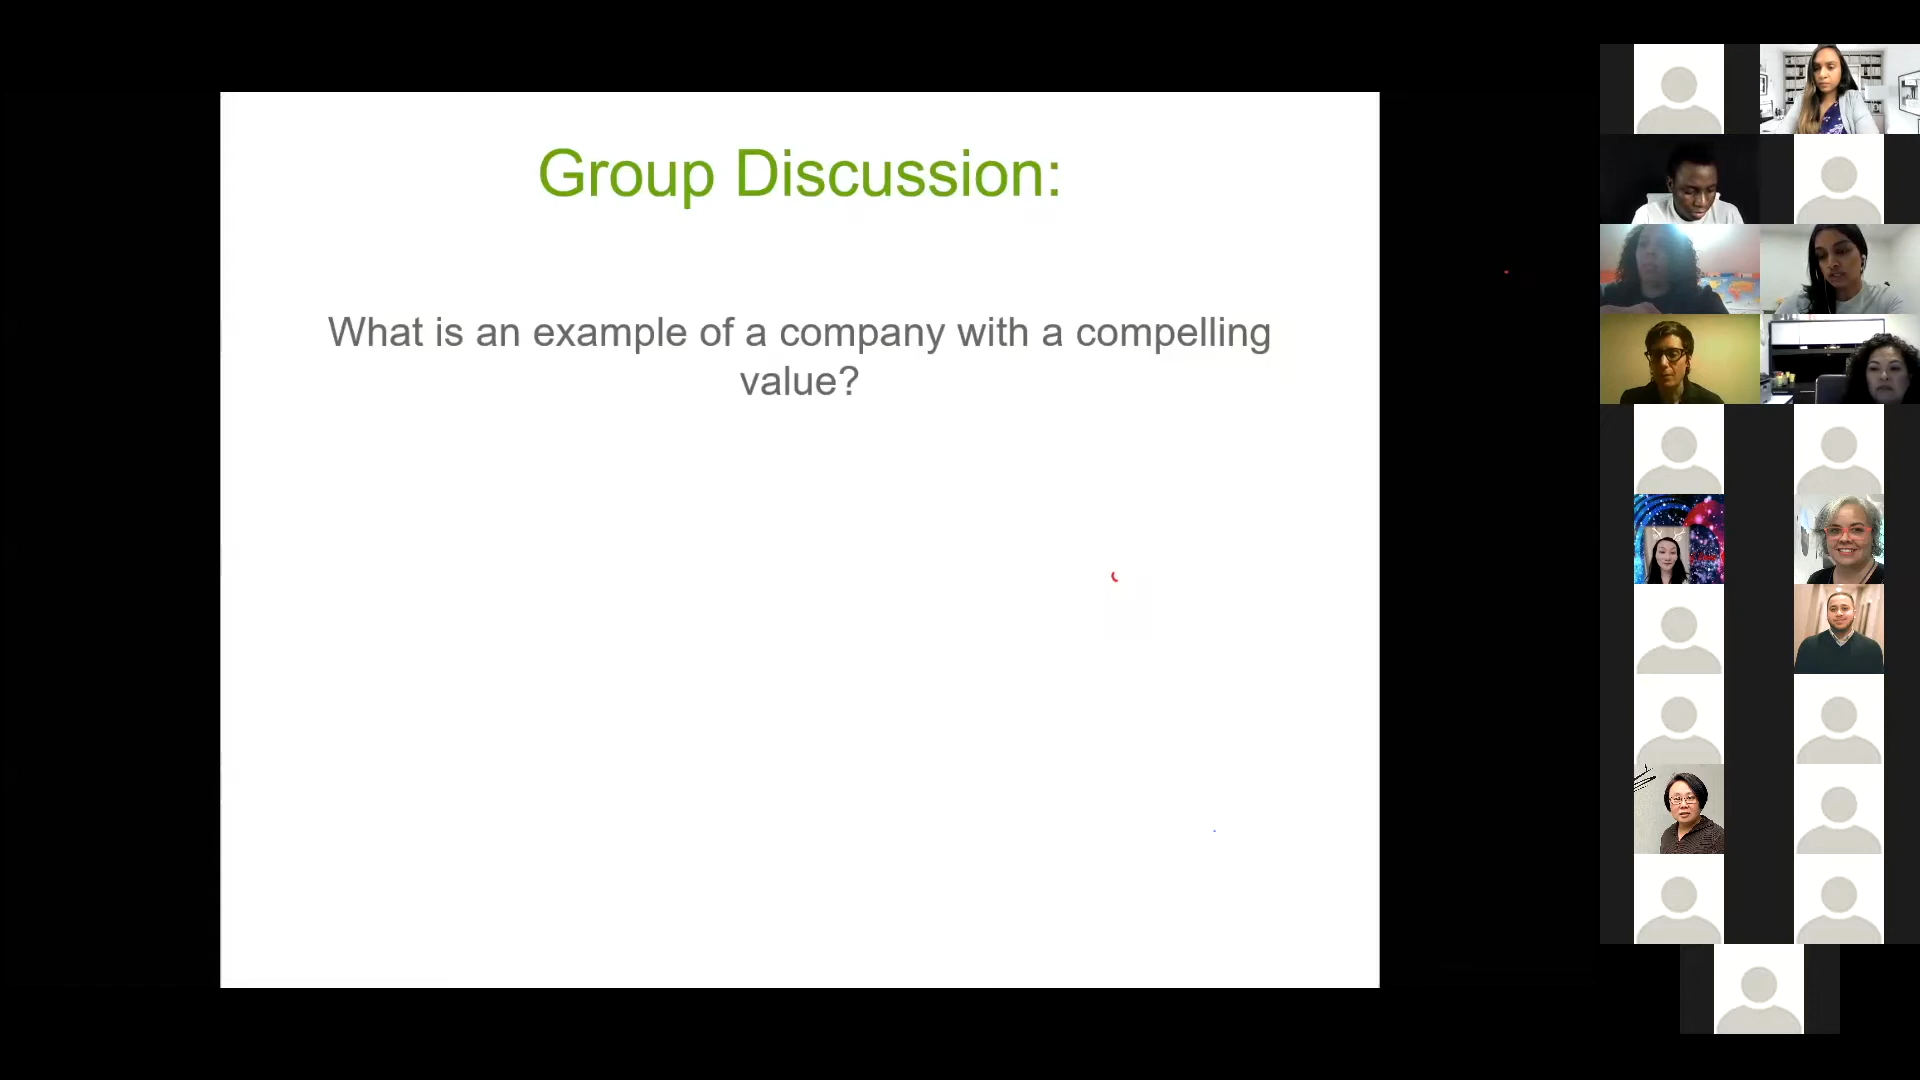 Group Discussion:
What is an example of a company with a compelling
value?